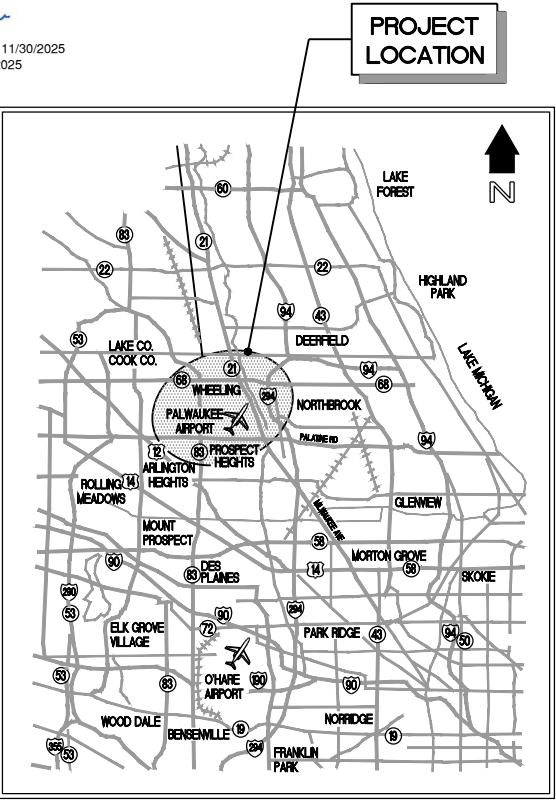 11/30/2025
2025
PROJECT
LOCATION
N
LAKE
FOREST
60
83
21
22
22
HIGHLAND
PARK
94
43
53
LAKE CO.
COOK CO.
DEERFIELD
LAKE MICHIGAN
21
94
68
68
WHEELING
294
NORTHBROOK
PALWAUKEE
AIRPORT
PALATINE RD
94
12
83
PROSPECT
HEIGHTS
ARLINGTON
HEIGHTS
14
ROLLING
MEADOWS
GLENVIEW
MILWAUKEE AVE
MOUNT
PROSPECT
58
MORTON GROVE
90
DES
PLAINES
83
14
58
SKOKIE
290
53
294
90
ELK GROVE
VILLAGE
72
PARK RIDGE
43
94
50
53
83
O'HARE
AIRPORT
190
90
WOOD DALE
BENSENVILLE
19
NORRIDGE
19
355
53
294
FRANKLIN
PARK